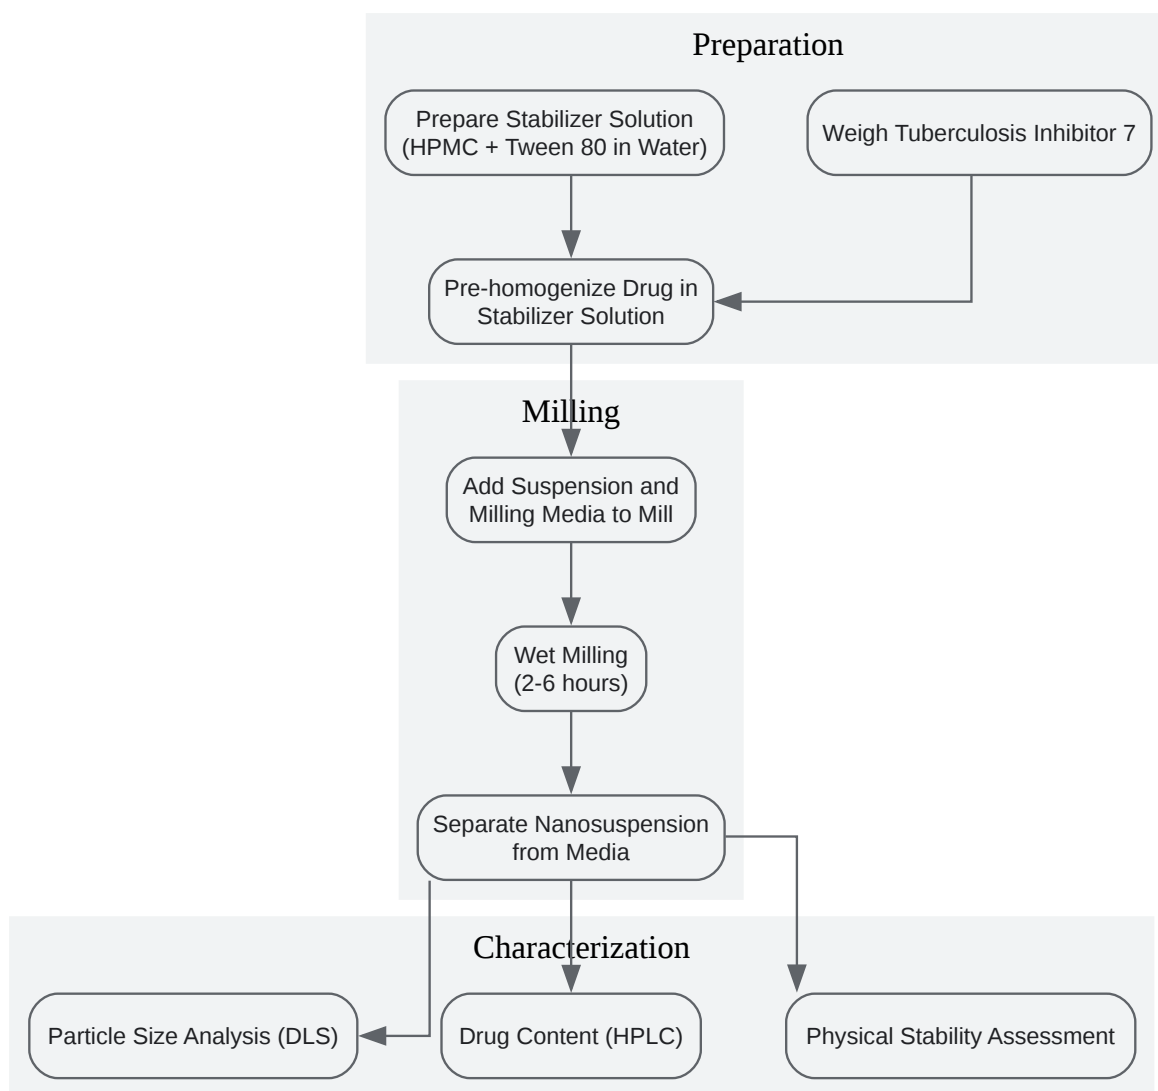 Preparation
Prepare Stabilizer Solution
(HPMC + Tween 80 in Water)
Weigh Tuberculosis Inhibitor 7
Pre-homogenize Drug in
Stabilizer Solution
Milling
Add Suspension and
Milling Media to Mill
Wet Milling
(2-6 hours)
Separate Nanosuspension
from Media
Characterization
Particle Size Analysis (DLS)
Drug Content (HPLC)
Physical Stability Assessment